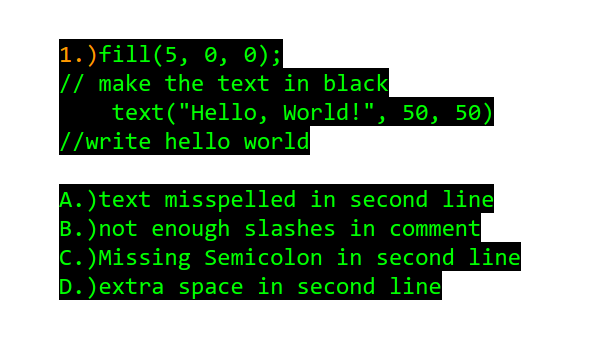 1.)fill(5, 0, 0);
// make the text in black
    text("Hello, World!", 50, 50)
//write hello world
A.)text misspelled in second line
B.)not enough slashes in comment
C.)Missing Semicolon in second line
D.)extra space in second line